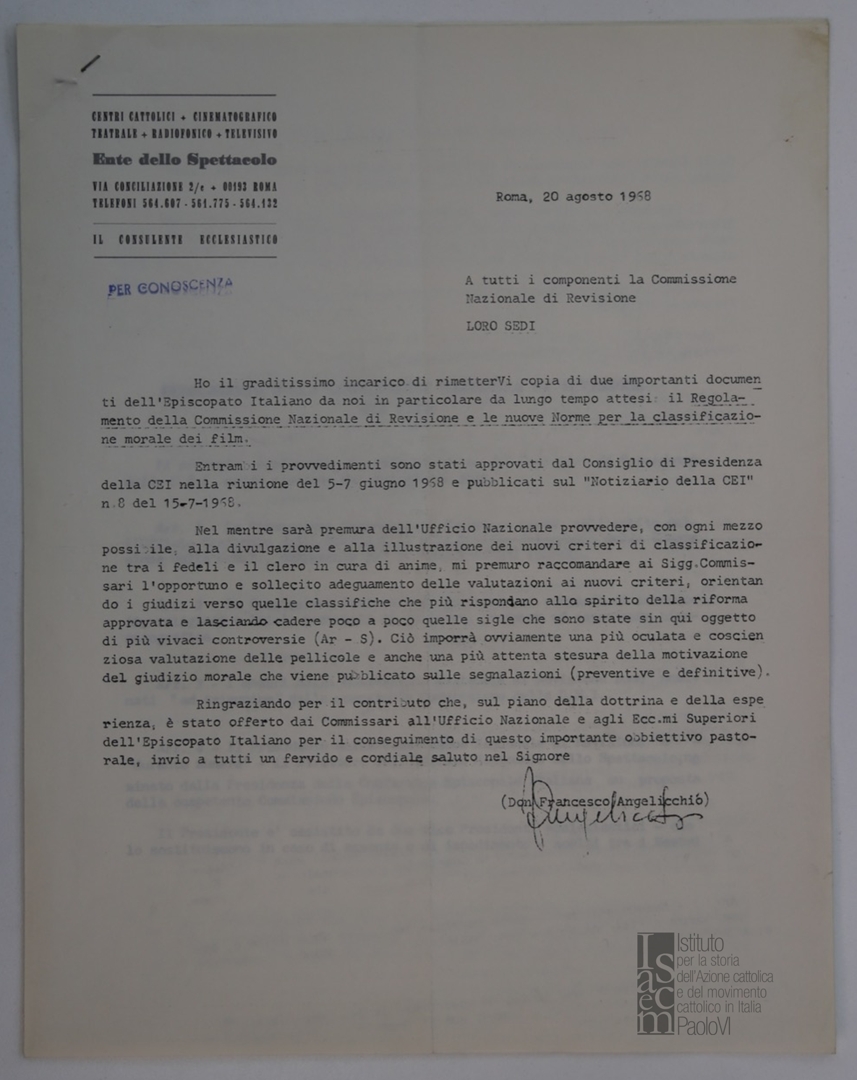 CENTRI CATTOLICI + CINEMATOGRAFICO
TEATRALE + RADIOFONICO + TELEVISIVO
Ente dello Spettacolo
VIA CONCILIAZIONE 2/c + 00193 ROMA
TELEFONI 564.607 - 561.775 - 564.132
IL CONSULENTE ECCLESIASTICO
PER CONOSCENZA
Roma, 20 agosto 1968
A tutti i componenti la Commissione
Nazionale di Revisione
LORO SEDI
Ho il graditissimo incarico di rimetterVi copia di due importanti documen
ti dell'Episcopato Italiano da noi in particolare da lungo tempo attesi: il Regola-
mento della Commissione Nazionale di Revisione e le nuove Norme per la classificazio-
ne morale dei film.
Entrambi i provvedimenti sono stati approvati dal Consiglio di Presidenza
della CEI nella riunione del 5-7 giugno 1968 e pubblicati sul "Notiziario della CEI"
n.8 del 15-7-1968.
Nel mentre sarà premura dell'Ufficio Nazionale provvedere, con ogni mezzo
possibile, alla divulgazione e alla illustrazione dei nuovi criteri di classificazio-
ne tra i fedeli e il clero in cura di anime, mi premuro raccomandare ai Sigg.Commis-
sari l'opportuno e sollecito adeguamento delle valutazioni ai nuovi criteri, orientan
do i giudizi verso quelle classifiche che più rispondano allo spirito della riforma
approvata e lasciando cadere poco a poco quelle sigle che sono state sin qui oggetto
di più vivaci controversie (Ar - S). Ciò imporrà ovviamente una più oculata e coscien
ziosa valutazione delle pellicole e anche una più attenta stesura della motivazione
del giudizio morale che viene pubblicato sulle segnalazioni (preventive e definitive).
Ringraziando per il contributo che, sul piano della dottrina e della espe
rienza, è stato offerto dai Commissari all'Ufficio Nazionale e agli Ecc.mi Superiori
dell'Episcopato Italiano per il conseguimento di questo importante obbiettivo pasto-
rale, invio a tutti un fervido e cordiale saluto nel Signore
(Don Francesco Angelicchio)
Isacem
Istituto
per la storia
dell'Azione cattolica
e del movimento
cattolico in Italia
PaoloVI